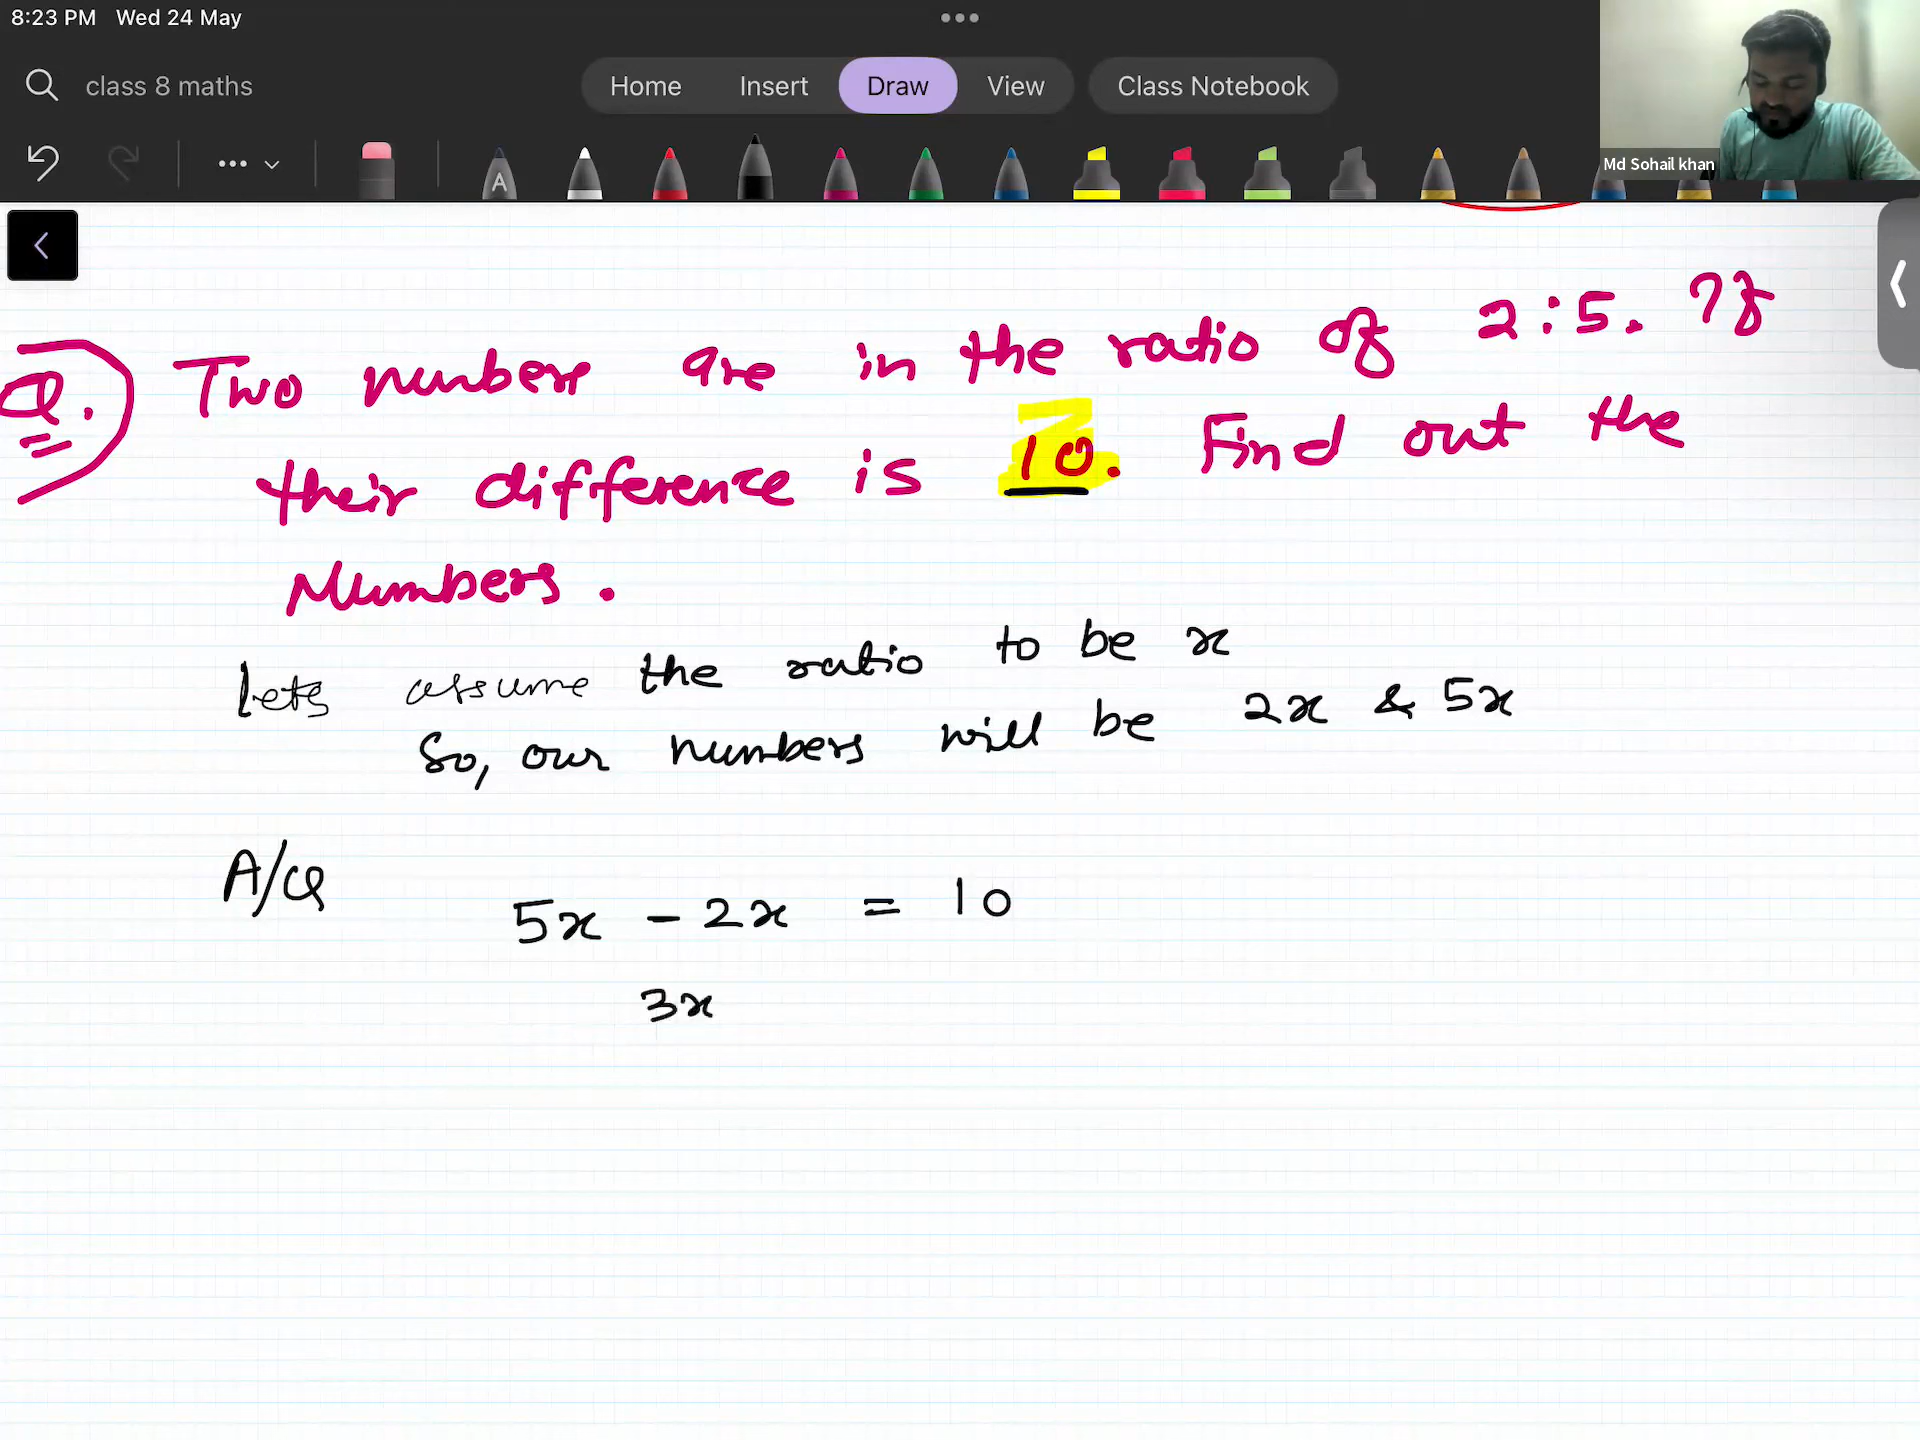 8:23 PM Wed 24 May
class 8 maths
Home Insert Draw View Class Notebook
A
Md Sohail khan
Q. Two numbers are in the ratio of 2:5. If
their difference is 10. Find out the
Numbers.
Lets assume the ratio to be x
So, our numbers will be 2x & 5x
A/Q
5x - 2x = 10
3x